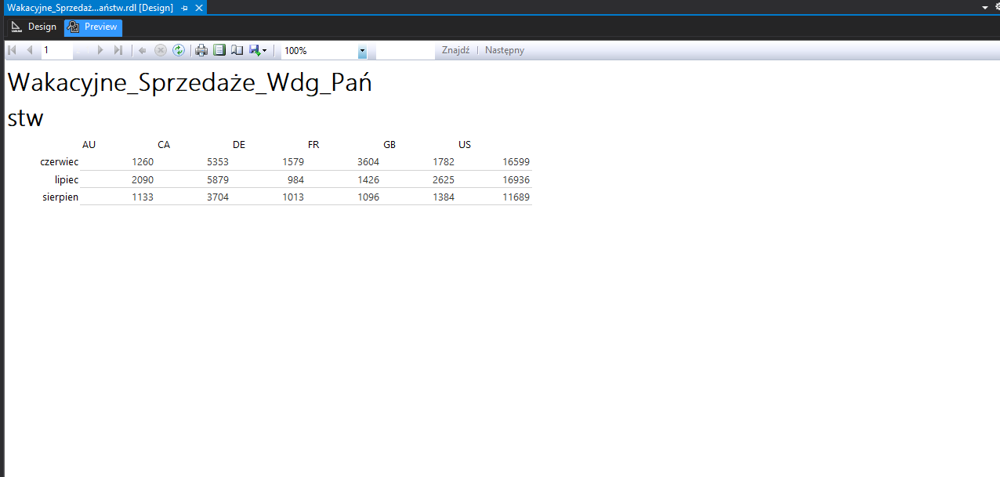 Wakacyjne_Sprzedaż...aństw.rdl [Design]
Design Preview
1 100% Znajdź | Następny
Wakacyjne_Sprzedaże_Wdg_Pań
stw
AU CA DE FR GB US
czerwiec 1260 5353 1579 3604 1782 16599
lipiec 2090 5879 984 1426 2625 16936
sierpien 1133 3704 1013 1096 1384 11689